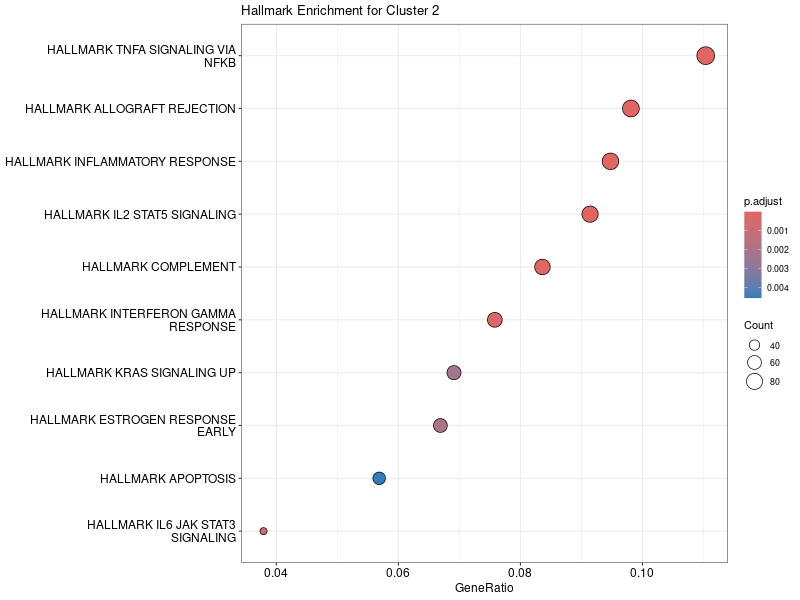 Hallmark Enrichment for Cluster 2
HALLMARK TNFA SIGNALING VIA
NFKB
HALLMARK ALLOGRAFT REJECTION
HALLMARK INFLAMMATORY RESPONSE
HALLMARK IL2 STAT5 SIGNALING
HALLMARK COMPLEMENT
HALLMARK INTERFERON GAMMA
RESPONSE
HALLMARK KRAS SIGNALING UP
HALLMARK ESTROGEN RESPONSE
EARLY
HALLMARK APOPTOSIS
HALLMARK IL6 JAK STAT3
SIGNALING
0.04 0.06 0.08 0.10
GeneRatio
p.adjust
0.001
0.002
0.003
0.004
Count
40
60
80